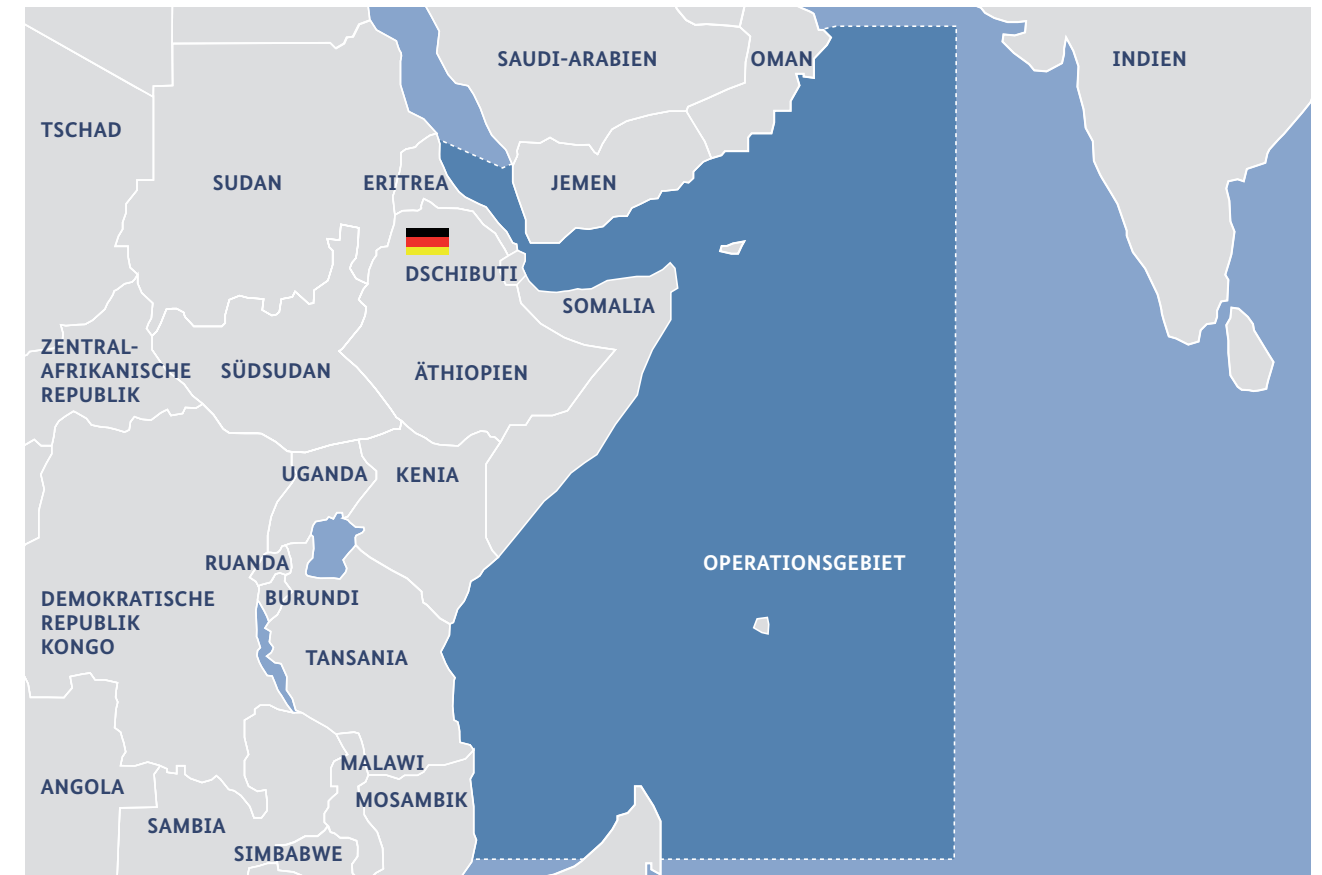 SAUDI-ARABIEN
OMAN
INDIEN
TSCHAD
SUDAN
ERITREA
JEMEN
DSCHIBUTI
SOMALIA
ZENTRAL-
AFRIKANISCHE
REPUBLIK
SÜDSUDAN
ÄTHIOPIEN
UGANDA
KENIA
RUANDA
OPERATIONSGEBIET
DEMOKRATISCHE
REPUBLIK
KONGO
BURUNDI
TANSANIA
MALAWI
ANGOLA
MOSAMBIK
SAMBIA
SIMBABWE